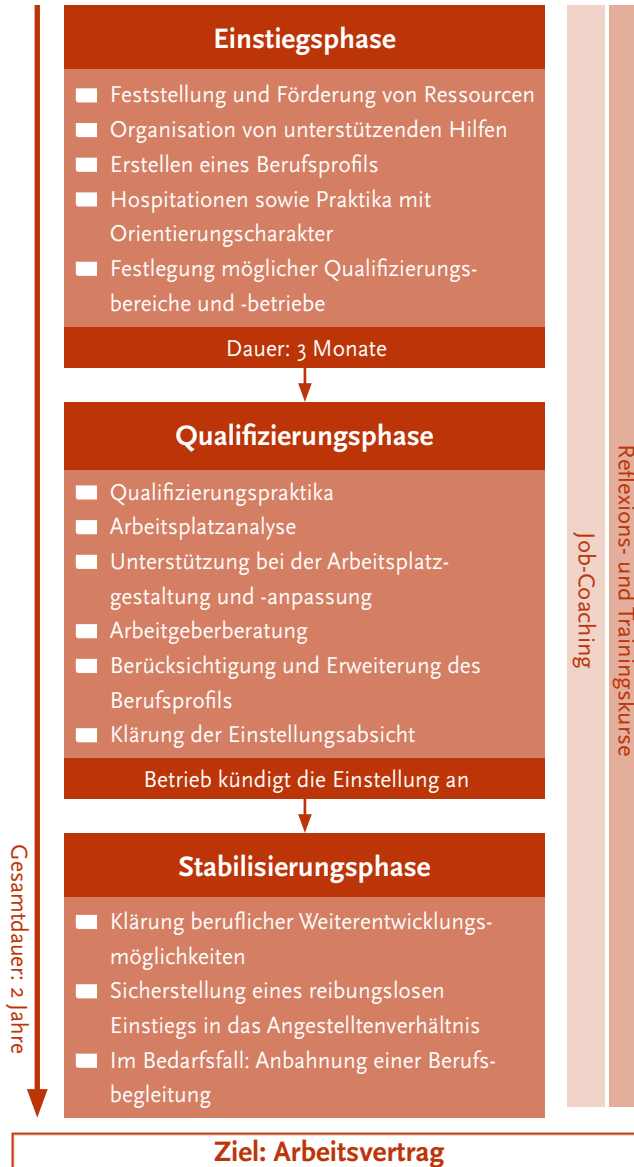 Einstiegsphase
Feststellung und Förderung von Ressourcen
Organisation von unterstützenden Hilfen
Erstellen eines Berufsprofils
Hospitationen sowie Praktika mit
Orientierungscharakter
Festlegung möglicher Qualifizierungs-
bereiche und -betriebe
Dauer: 3 Monate
Qualifizierungsphase
Qualifizierungspraktika
Arbeitsplatzanalyse
Unterstützung bei der Arbeitsplatz-
gestaltung und -anpassung
Arbeitgeberberatung
Berücksichtigung und Erweiterung des
Berufsprofils
Klärung der Einstellungsabsicht
Betrieb kündigt die Einstellung an
Stabilisierungsphase
Klärung beruflicher Weiterentwicklungs-
möglichkeiten
Sicherstellung eines reibungslosen
Einstiegs in das Angestelltenverhältnis
Im Bedarfsfall: Anbahnung einer Berufs-
begleitung
Gesamtdauer: 2 Jahre
Job-Coaching
Reflexions- und Trainingskurse
Ziel: Arbeitsvertrag